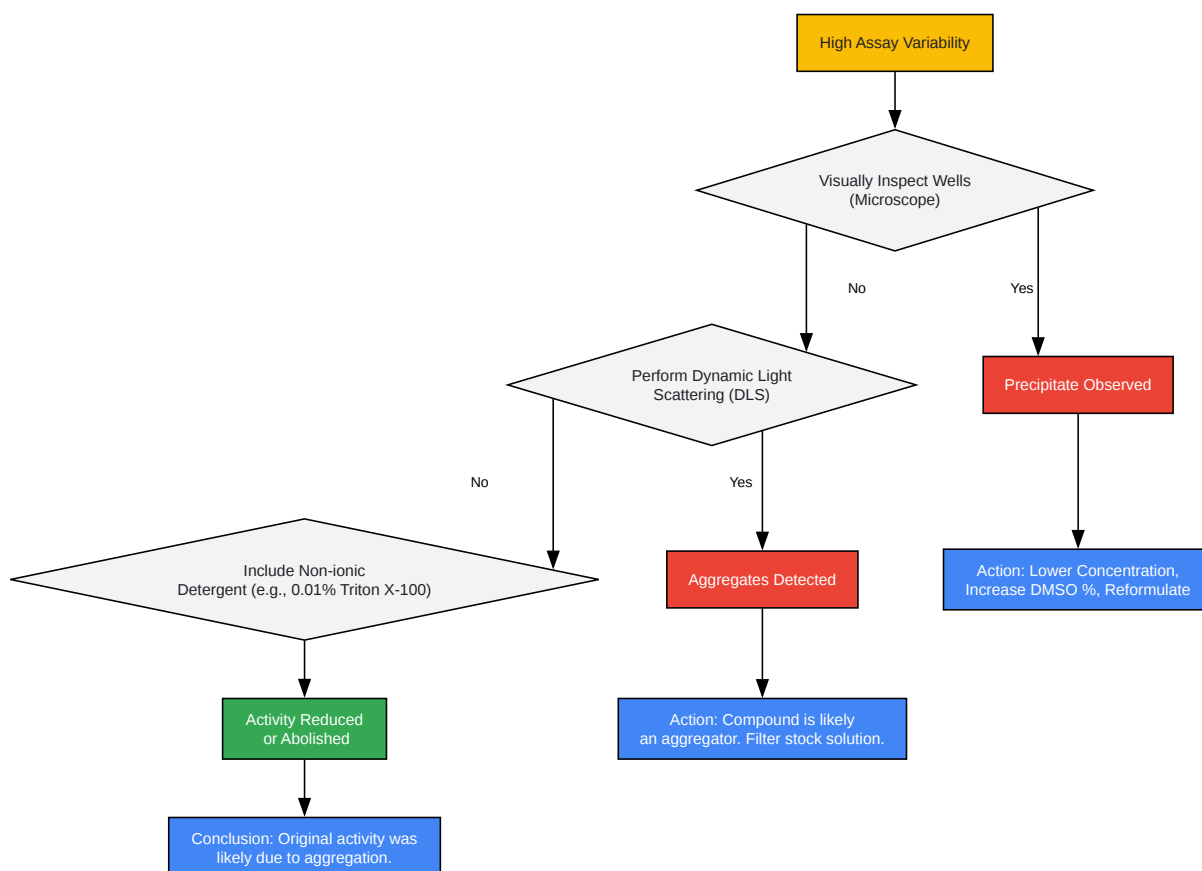 High Assay Variability
Visually Inspect Wells
(Microscope)
No
Yes
Perform Dynamic Light
Scattering (DLS)
Precipitate Observed
No
Yes
Include Non-ionic
Detergent (e.g., 0.01% Triton X-100)
Aggregates Detected
Action: Lower Concentration,
Increase DMSO %, Reformulate
Activity Reduced
or Abolished
Action: Compound is likely
an aggregator. Filter stock solution.
Conclusion: Original activity was
likely due to aggregation.